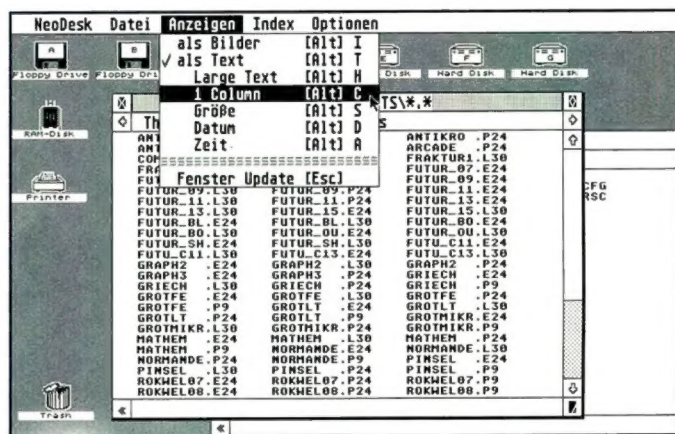 NeoDesk Datei Anzeigen Index Optionen
als Bilder [Alt] I
✓ als Text [Alt] T
Large Text [Alt] H
1 Column [Alt] C
Größe [Alt] S
Datum [Alt] D
Zeit [Alt] A
Fenster Update [Esc]
A
B
F
G
Floppy Drive
Disk
Hard Disk
Hard Disk
RAM-Disk
Printer
Trash
TS\*.*
Th
s
ANTIKRO .P24
ARCADE .P24
FRAKTUR1.L30
FUTUR_07.E24
FUTUR_09.L30 FUTUR_09.P24 FUTUR_09.E24
FUTUR_11.L30 FUTUR_11.P24 FUTUR_11.E24
FUTUR_13.L30 FUTUR_15.E24 FUTUR_13.E24
FUTUR_BL.E24 FUTUR_BL.L30 FUTUR_15.L30
FUTUR_BO.L30 FUTUR_OU.E24 FUTUR_BO.E24
FUTUR_SH.E24 FUTUR_SH.L30 FUTUR_OU.L30
FUTU_C11.L30 FUTU_C13.E24 FUTU_C11.E24
FUTU_C13.L30
GRAPH2 .E24 GRAPH2 .L30 GRAPH2 .P24
GRAPH3 .E24 GRAPH3 .P24 GRIECH .E24
GRIECH .L30 GRIECH .P24 GRIECH .P9
GROTFE .E24 GROTFE .L30 GROTFE .P24
GROTFE .P9 GROTLT .E24 GROTLT .L30
GROTLT .P24 GROTLT .P9 GROTMIKR.E24
GROTMIKR.L30 GROTMIKR.P24 GROTMIKR.P9
MATHEM .E24 MATHEM .L30 MATHEM .P24
MATHEM .P9 NORMANDE.E24 NORMANDE.L30
NORMANDE.P24 NORMANDE.P9 PINSEL .E24
PINSEL .L30 PINSEL .P24 PINSEL .P9
ROKWEL07.E24 ROKWEL07.P24 ROKWEL07.P9
ROKWEL08.E24 ROKWEL08.P24 ROKWEL08.P9
CFG
RSC